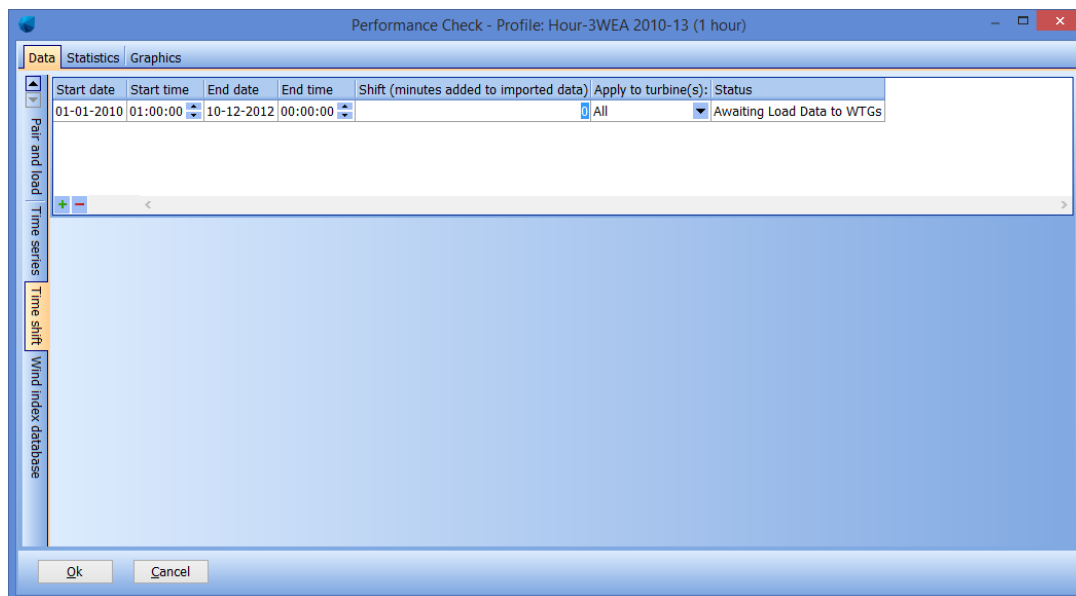 Performance Check - Profile: Hour-3WEA 2010-13 (1 hour)
Data Statistics Graphics
Start date Start time End date End time Shift (minutes added to imported data) Apply to turbine(s): Status
01-01-2010 01:00:00 10-12-2012 00:00:00 0 All Awaiting Load Data to WTGs
Pair and load
Time series
Time shift
Wind index database
Ok Cancel